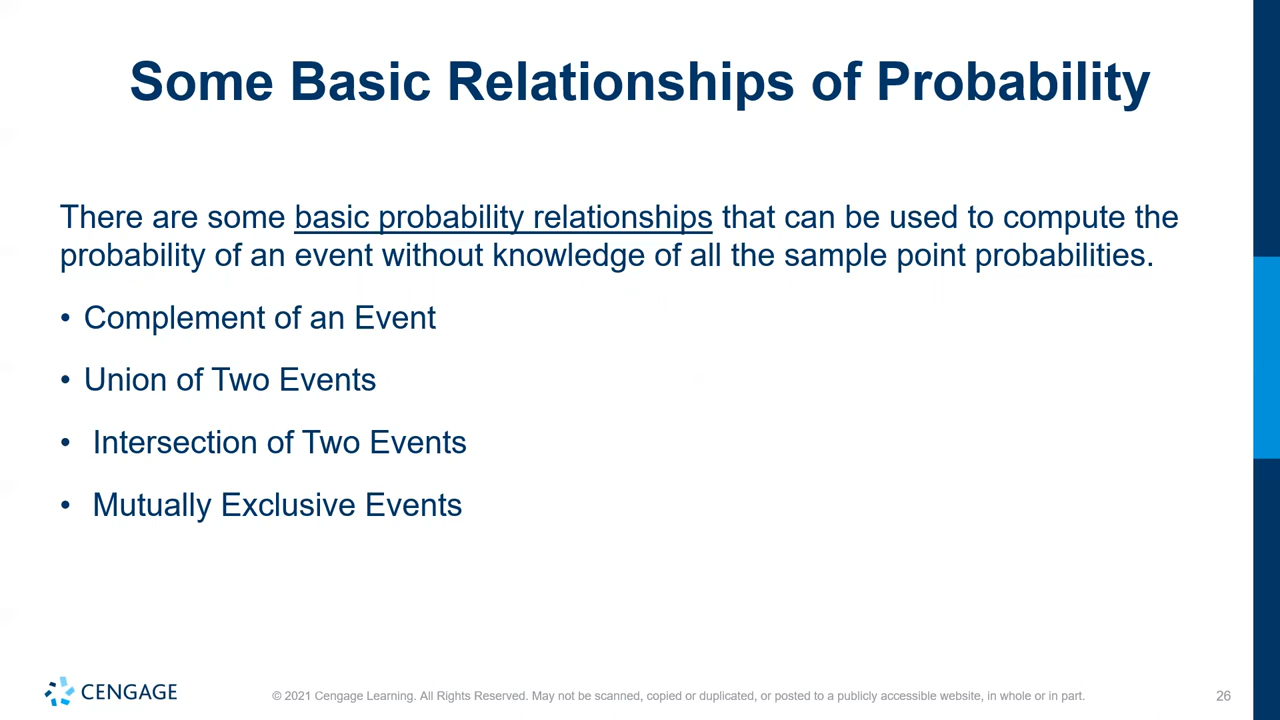 Some Basic Relationships of Probability
There are some basic probability relationships that can be used to compute the
probability of an event without knowledge of all the sample point probabilities.
• Complement of an Event
• Union of Two Events
• Intersection of Two Events
• Mutually Exclusive Events
CENGAGE
© 2021 Cengage Learning. All Rights Reserved. May not be scanned, copied or duplicated, or posted to a publicly accessible website, in whole or in part.
26